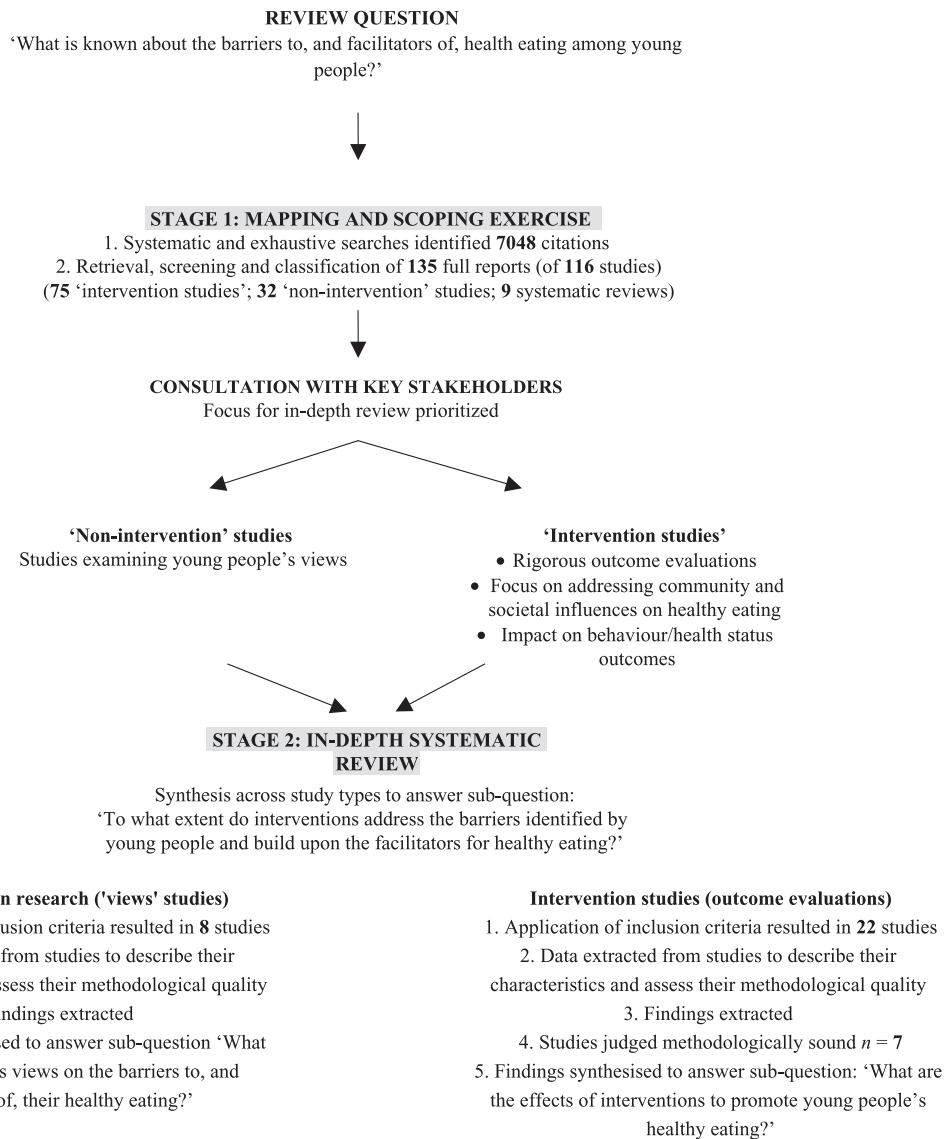 REVIEW QUESTION
‘What is known about the barriers to, and facilitators of, health eating among young
people?’
STAGE 1: MAPPING AND SCOPING EXERCISE
1. Systematic and exhaustive searches identified 7048 citations
2. Retrieval, screening and classification of 135 full reports (of 116 studies)
(75 ‘intervention studies’; 32 ‘non-intervention’ studies; 9 systematic reviews)
CONSULTATION WITH KEY STAKEHOLDERS
Focus for in-depth review prioritized
‘Non-intervention’ studies
Studies examining young people’s views
‘Intervention studies’
• Rigorous outcome evaluations
• Focus on addressing community and
societal influences on healthy eating
• Impact on behaviour/health status
outcomes
STAGE 2: IN-DEPTH SYSTEMATIC
REVIEW
Synthesis across study types to answer sub-question:
‘To what extent do interventions address the barriers identified by
young people and build upon the facilitators for healthy eating?’
research ('views' studies)
criteria resulted in 8 studies
from studies to describe their
their methodological quality
extracted
to answer sub-question ‘What
views on the barriers to, and
of, their healthy eating?’
Intervention studies (outcome evaluations)
1. Application of inclusion criteria resulted in 22 studies
2. Data extracted from studies to describe their
characteristics and assess their methodological quality
3. Findings extracted
4. Studies judged methodologically sound n = 7
5. Findings synthesised to answer sub-question: ‘What are
the effects of interventions to promote young people’s
healthy eating?’